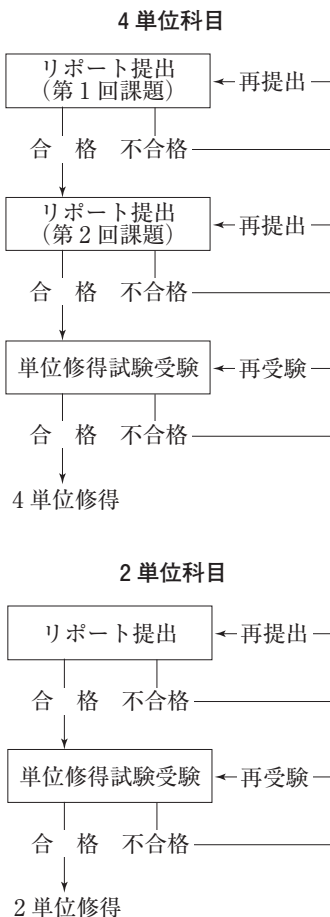 4単位科目
リポート提出
(第1回課題)
再提出
合 格 不合格
リポート提出
(第2回課題)
再提出
合 格 不合格
単位修得試験受験
再受験
合 格 不合格
4単位修得
2単位科目
リポート提出
再提出
合 格 不合格
単位修得試験受験
再受験
合 格 不合格
2単位修得